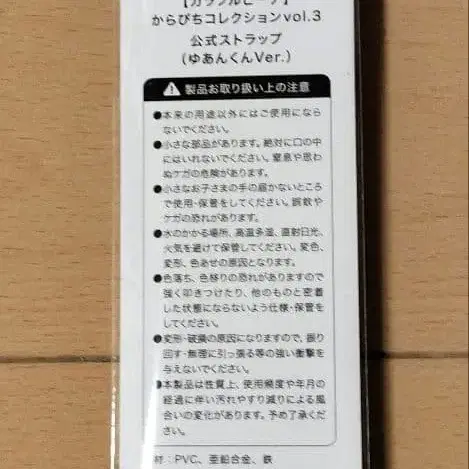 【カラフルピーチ】
からぴちコレクションvol.3
公式ストラップ
(ゆあんくんVer.)
製品お取り扱い上の注意
●本来の用途以外にはご使用になら
ないでください。
●小さな部品があります。絶対に口の中
にはいれないでください。窒息や思わ
ぬケガの危険があります。
●小さなお子さまの手の届かないところ
で使用・保管をしてください。誤飲や
ケガの恐れがあります。
●水のかかる場所、高温多湿、直射日光、
火気を避けて保管してください。変色、
変形、色あせの原因となります。
●色落ち、色移りの恐れがありますので
強く叩きつけたり、他のものと密着
した状態にならないよう仕様・保管を
してください。
●変形・破損の原因になりますので、振り
回す・無理に引っ張る等の強い衝撃
を与えないでください。
●本製品は性質上、使用頻度や年月の
経過に伴い汚れやすり減りによる風
合いの変化があります。予め了承くだ
さい。
材:PVC、亜鉛合金、鉄